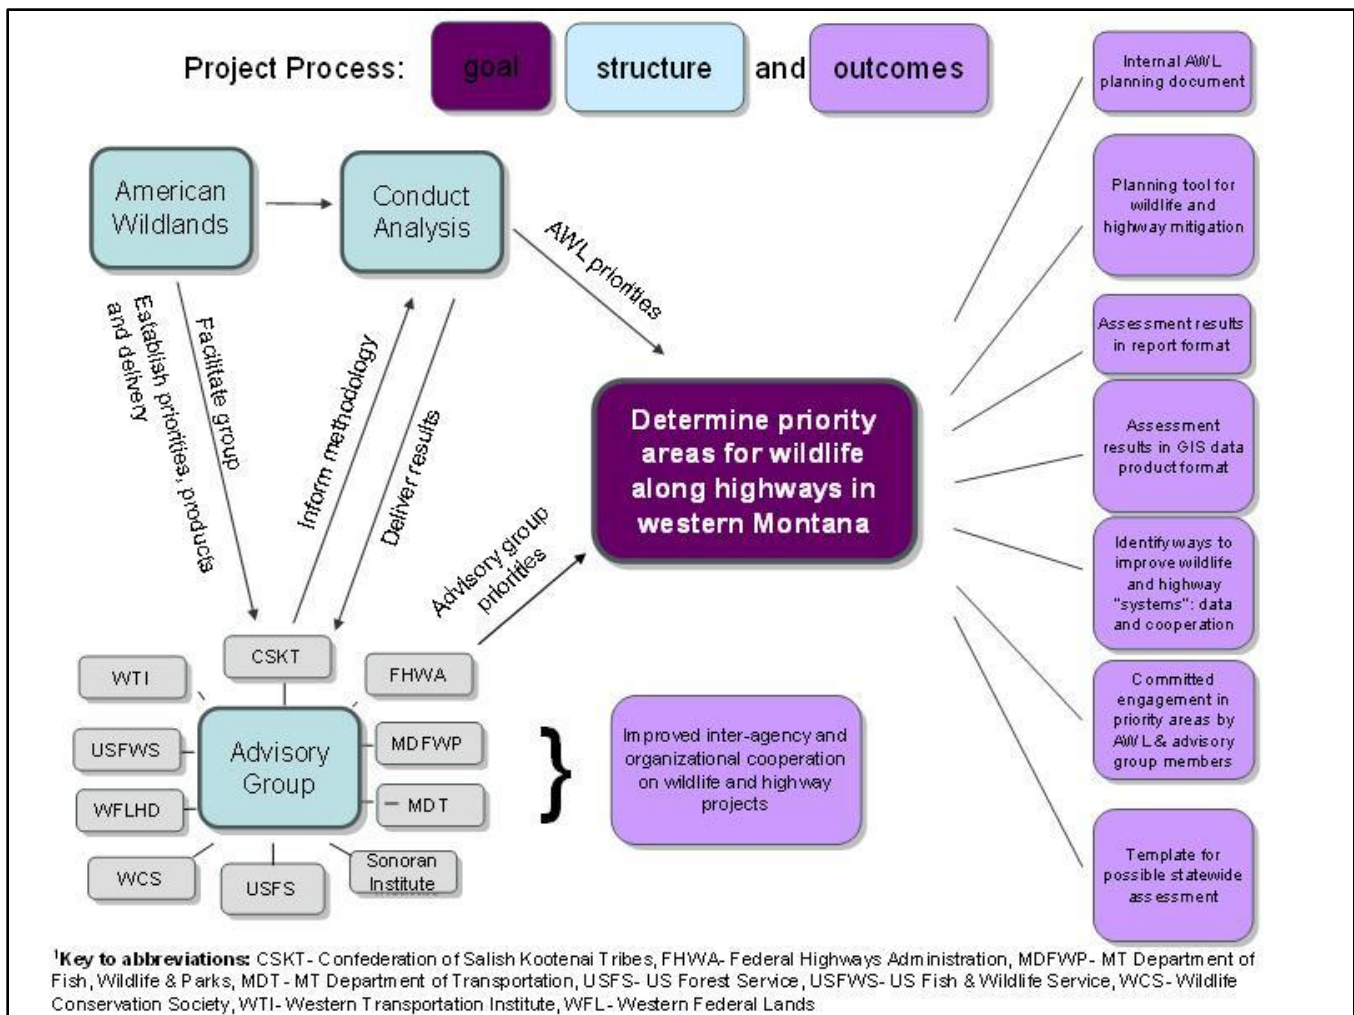 Project Process: goal structure and outcomes
American
Wildlands
Conduct
Analysis
AWL priorities
Establish priorities, products
and delivery
Facilitate group
Inform methodology
Deliver results
Advisory group
priorities
Determine priority
areas for wildlife
along highways in
western Montana
CSKT
WTI
FHWA
USFWS
Advisory
Group
MDFWP
WFLHD
MDT
WCS
USFS
Sonoran
Institute
}
Improved inter-agency and
organizational cooperation
on wildlife and highway
projects
Internal AWL
planning document
Planning tool for
wildlife and
highway mitigation
Assessment results
in report format
Assessment
results in GIS data
product format
Identify ways to
improve wildlife
and highway
"systems": data
and cooperation
Committed
engagement in
priority areas by
AWL & advisory
group members
Template for
possible statewide
assessment
¹Key to abbreviations: CSKT- Confederation of Salish Kootenai Tribes, FHWA- Federal Highways Administration, MDFWP- MT Department of
Fish, Wildlife & Parks, MDT - MT Department of Transportation, USFS- US Forest Service, USFWS- US Fish & Wildlife Service, WCS- Wildlife
Conservation Society, WTI- Western Transportation Institute, WFL- Western Federal Lands